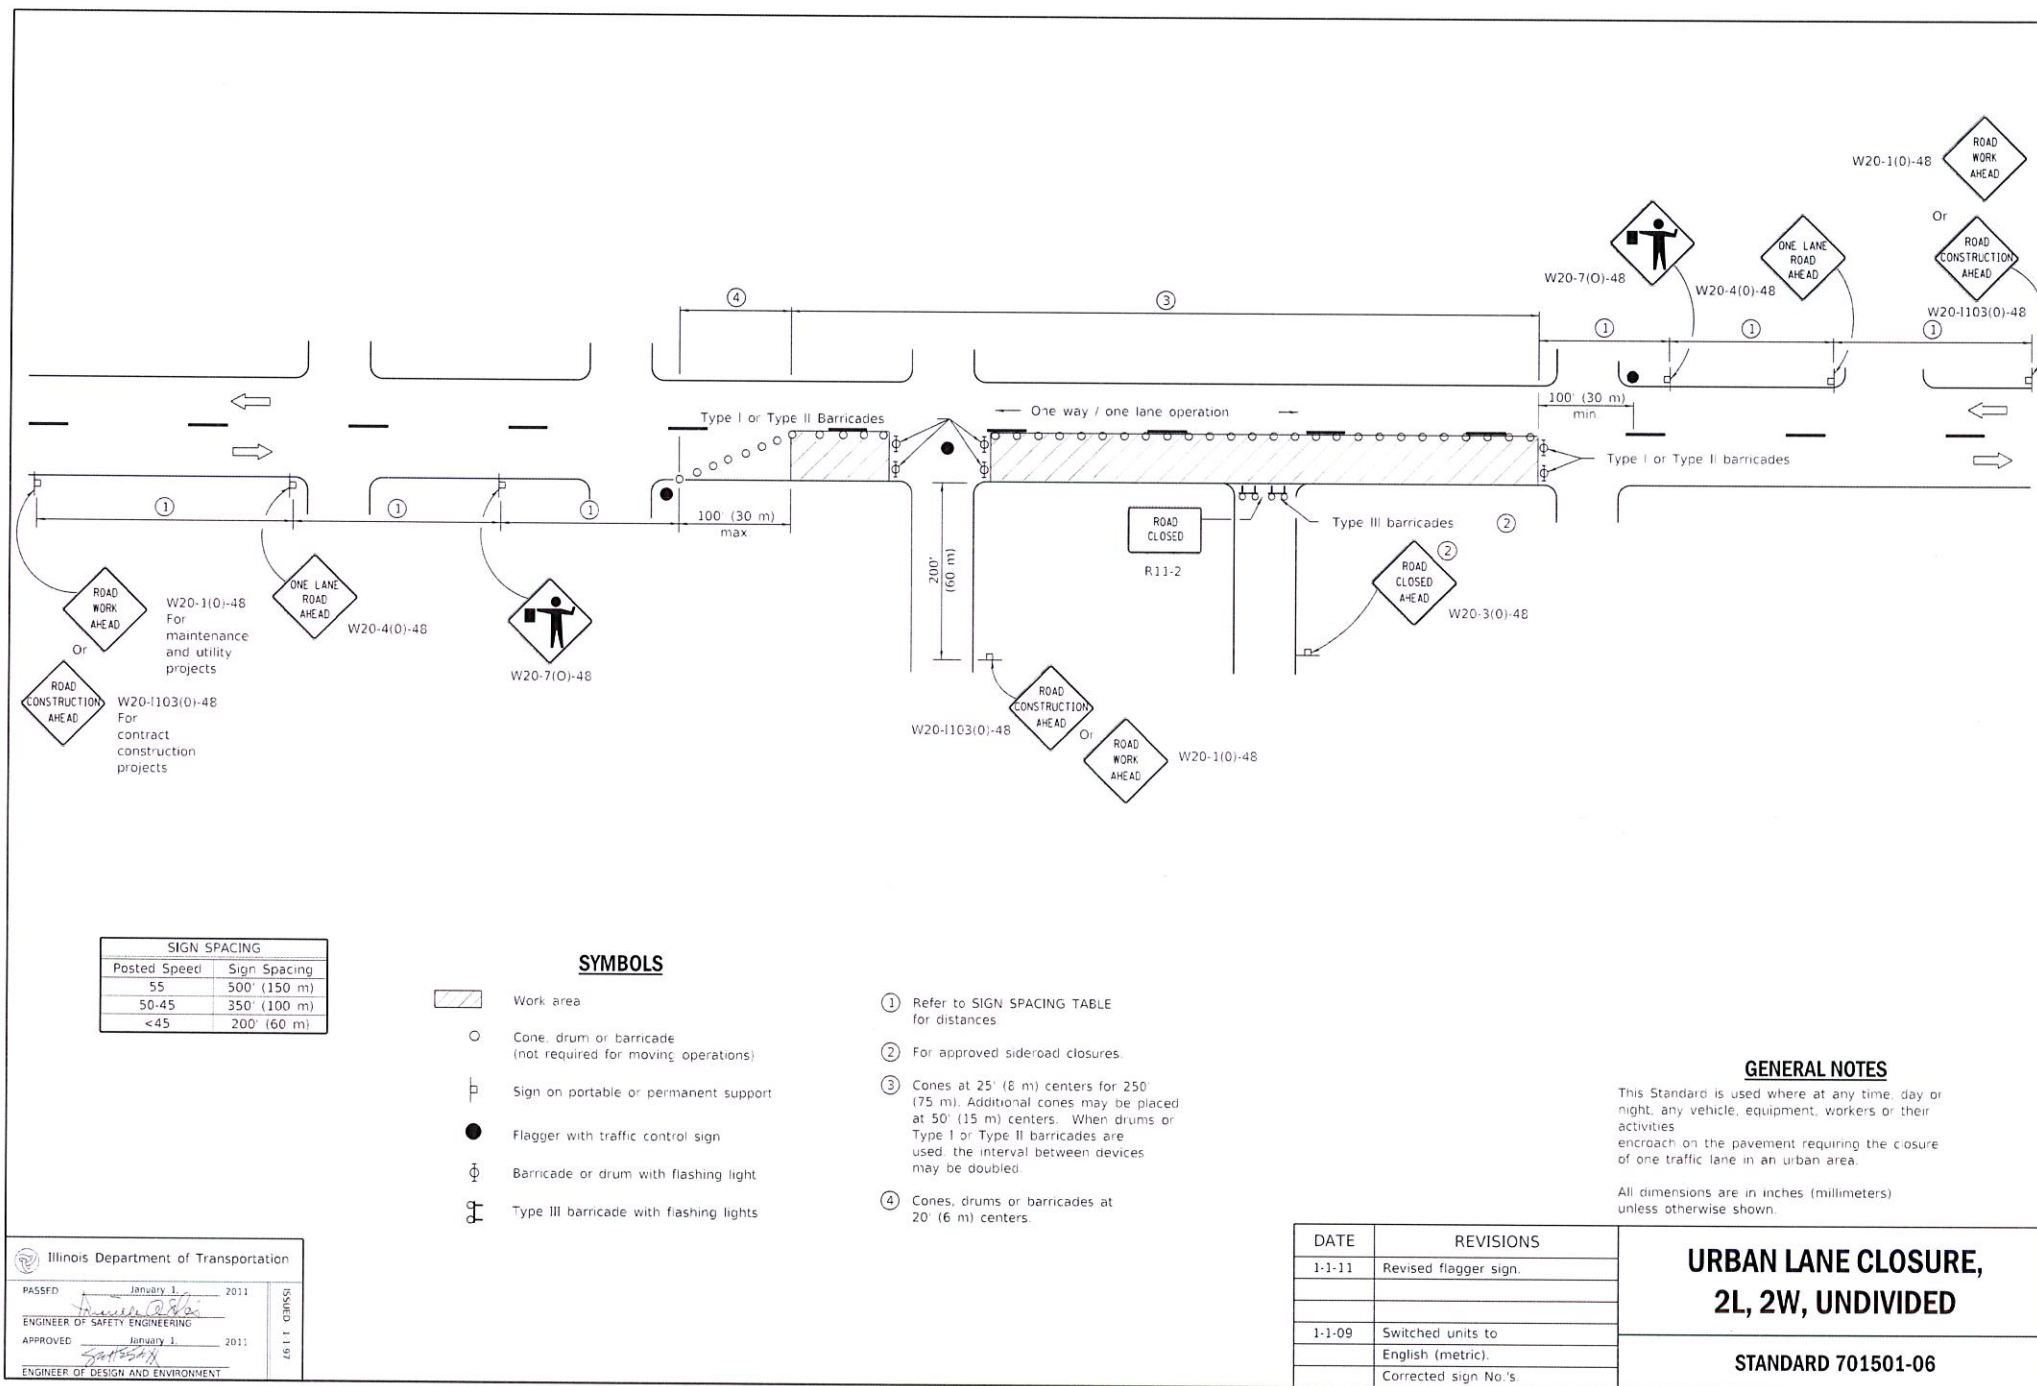 ROAD
WORK
AHEAD
W20-1(0)-48
Or
ROAD
CONSTRUCTION
AHEAD
W20-I103(0)-48
W20-7(O)-48
ONE LANE
ROAD
AHEAD
W20-4(0)-48
④
③
①
①
①
Type I or Type II Barricades
One way / one lane operation
100' (30 m)
min.
Type I or Type II barricades
①
①
①
100' (30 m)
max.
200'
(60 m)
ROAD
CLOSED
R11-2
Type III barricades
②
②
ROAD
CLOSED
AHEAD
W20-3(0)-48
ROAD
WORK
AHEAD
W20-1(0)-48
For
maintenance
and utility
projects
Or
ROAD
CONSTRUCTION
AHEAD
W20-I103(0)-48
For
contract
construction
projects
ONE LANE
ROAD
AHEAD
W20-4(0)-48
W20-7(O)-48
ROAD
CONSTRUCTION
AHEAD
W20-I103(0)-48
Or
ROAD
WORK
AHEAD
W20-1(0)-48
SIGN SPACING
Posted Speed Sign Spacing
55 500' (150 m)
50-45 350' (100 m)
<45 200' (60 m)
SYMBOLS
Work area
Cone, drum or barricade
(not required for moving operations)
Sign on portable or permanent support
Flagger with traffic control sign
Barricade or drum with flashing light
Type III barricade with flashing lights
① Refer to SIGN SPACING TABLE
for distances.
② For approved sideroad closures.
③ Cones at 25' (8 m) centers for 250'
(75 m). Additional cones may be placed
at 50' (15 m) centers. When drums or
Type I or Type II barricades are
used, the interval between devices
may be doubled.
④ Cones, drums or barricades at
20' (6 m) centers.
GENERAL NOTES
This Standard is used where at any time, day or
night, any vehicle, equipment, workers or their
activities
encroach on the pavement requiring the closure
of one traffic lane in an urban area.
All dimensions are in inches (millimeters)
unless otherwise shown.
Illinois Department of Transportation
PASSED January 1, 2011
ENGINEER OF SAFETY ENGINEERING
APPROVED January 1, 2011
ENGINEER OF DESIGN AND ENVIRONMENT
ISSUED 1-1-97
DATE REVISIONS
1-1-11 Revised flagger sign.
1-1-09 Switched units to
English (metric).
Corrected sign No.'s.
URBAN LANE CLOSURE,
2L, 2W, UNDIVIDED
STANDARD 701501-06